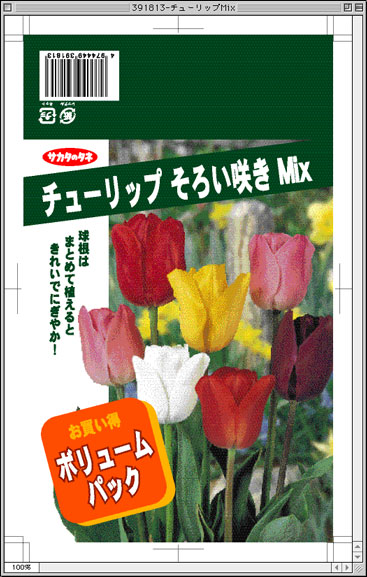 391813-チューリップMix
4 974449 391813
サカタのタネ
チューリップ そろい咲き Mix
球根は
まとめて植えると
きれいでにぎやか!
お買い得
ボリューム
パック
100%